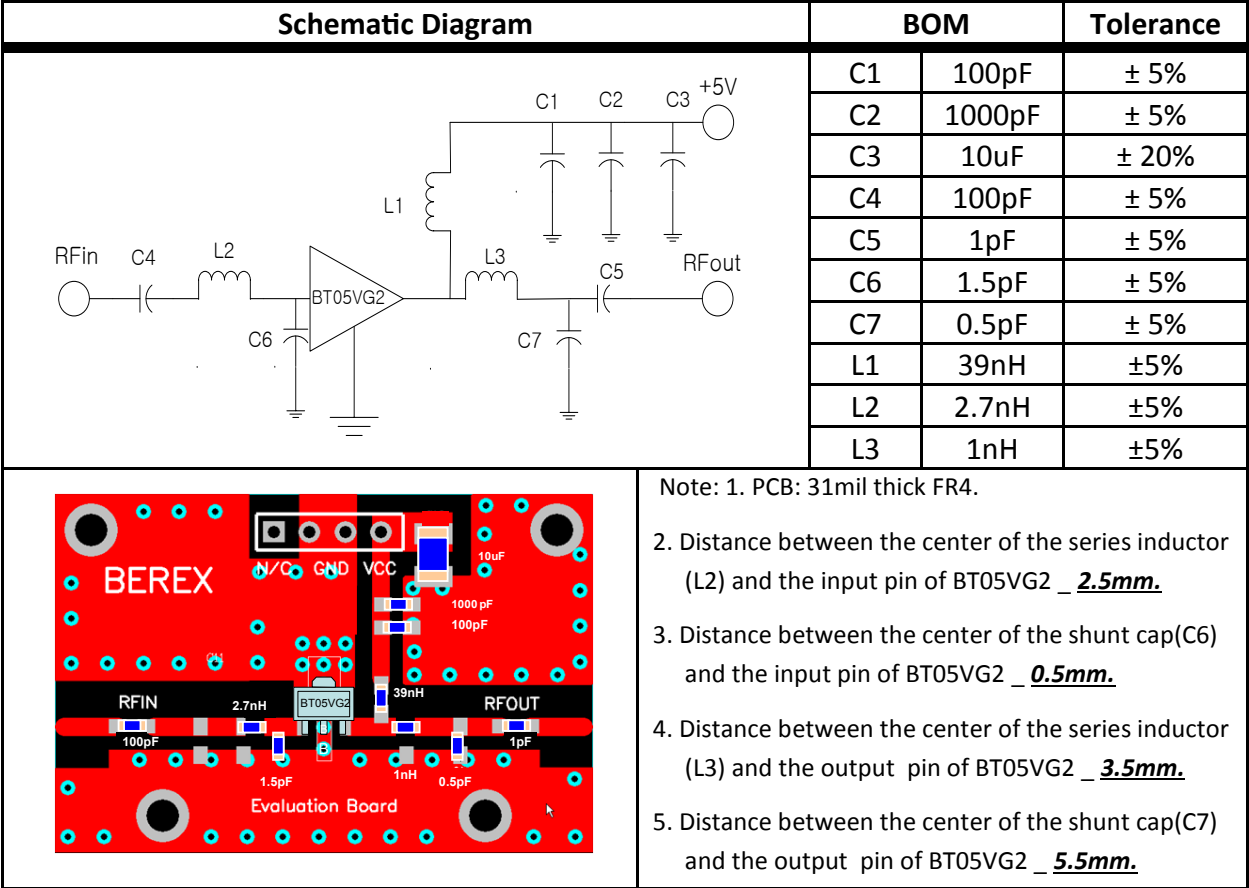 Schematic Diagram
BOM
Tolerance
C1 100pF ± 5%
C2 1000pF ± 5%
C3 10uF ± 20%
C4 100pF ± 5%
C5 1pF ± 5%
C6 1.5pF ± 5%
C7 0.5pF ± 5%
L1 39nH ±5%
L2 2.7nH ±5%
L3 1nH ±5%
C1 C2 C3 +5V
L1
RFin C4 L2
L3 C5 RFout
BT05VG2
C6 C7
10uF
N/C GND VCC
BEREX
1000 pF
100pF
39nH
RFIN 2.7nH BT05VG2 RFOUT
100pF 1pF
1.5pF 1nH 0.5pF
Evaluation Board
Note: 1. PCB: 31mil thick FR4.
2. Distance between the center of the series inductor
(L2) and the input pin of BT05VG2 _ 2.5mm.
3. Distance between the center of the shunt cap(C6)
and the input pin of BT05VG2 _ 0.5mm.
4. Distance between the center of the series inductor
(L3) and the output pin of BT05VG2 _ 3.5mm.
5. Distance between the center of the shunt cap(C7)
and the output pin of BT05VG2 _ 5.5mm.